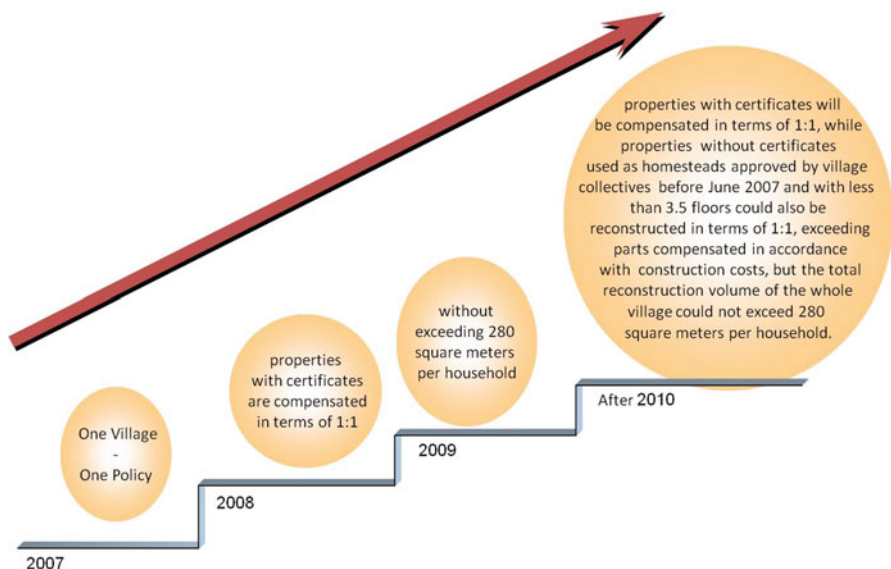 One Village
-
One Policy
2007
properties
with certificates
are compensated
in terms of 1:1
2008
without
exceeding 280
square meters
per household
2009
properties with certificates will
be compensated in terms of 1:1, while
properties without certificates
used as homesteads approved by village
collectives before June 2007 and with less
than 3.5 floors could also be
reconstructed in terms of 1:1, exceeding
parts compensated in accordance
with construction costs, but the total
reconstruction volume of the whole
village could not exceed 280
square meters per household.
After 2010